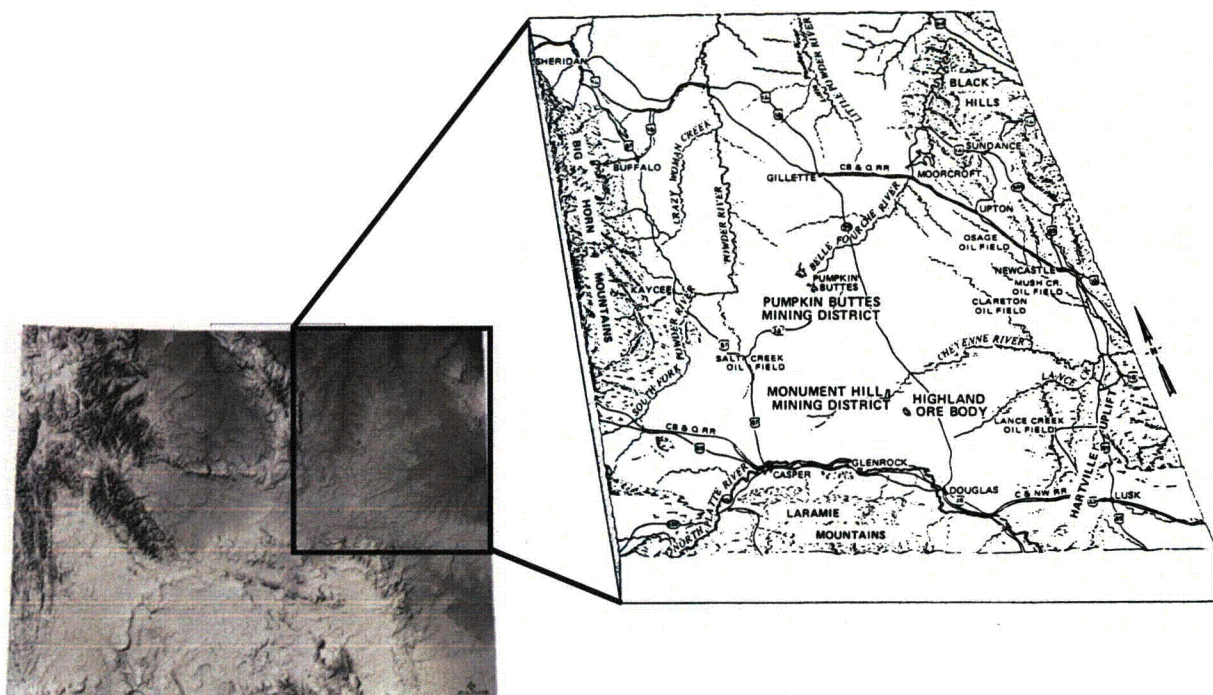 SHERIDAN
LITTLE POWDER RIVER
BLACK
HILLS
SUNDANCE
BUFFALO
CRAZY WOMAN CREEK
GILLETTE
CB & Q RR
MOORCROFT
BIG HORN MOUNTAINS
POWDER RIVER
BELLE FOURCHE RIVER
UPTON
OSAGE
OIL FIELD
NEWCASTLE
MUSH CR.
OIL FIELD
KAYCEE
PUMPKIN
BUTTES
PUMPKIN BUTTES
MINING DISTRICT
CLARETON
OIL FIELD
SOUTH FORK POWDER RIVER
SALT CREEK
OIL FIELD
CHEYENNE RIVER
MONUMENT HILL
MINING DISTRICT
HIGHLAND
ORE BODY
LANCE CREEK
OIL FIELD
HARTVILLE UPLIFT
CB & Q RR
NORTH PLATTE RIVER
CASPER
GLENROCK
DOUGLAS
C & NW RR
LUSK
LARAMIE
MOUNTAINS
N